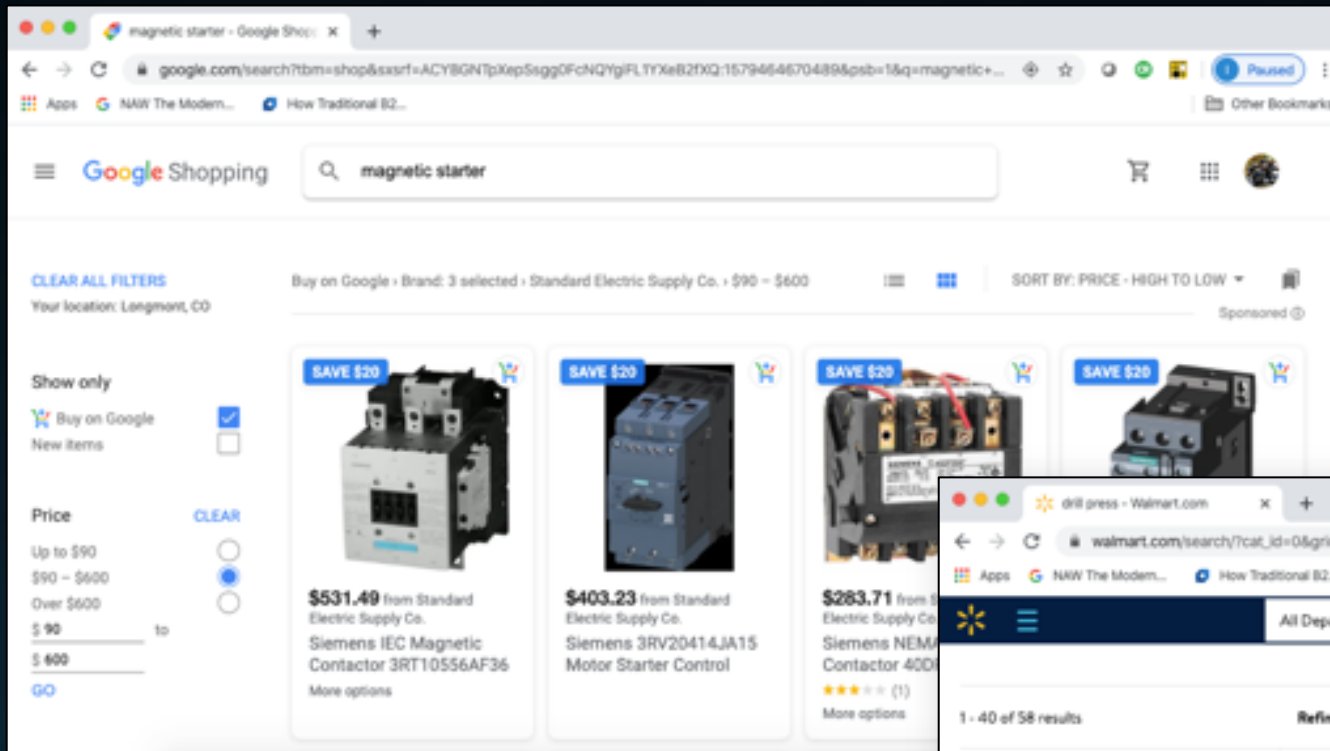 magnetic starter - Google Shop
google.com/search?tbm=shop&sxsrf=
Paused
Apps
NAW The Modern...
How Traditional B2...
Other Bookmarks
Google Shopping
magnetic starter
CLEAR ALL FILTERS
Your location: Longmont, CO
Buy on Google › Brand: 3 selected › Standard Electric Supply Co. › $90 – $600
SORT BY: PRICE - HIGH TO LOW
Sponsored
Show only
Buy on Google
New items
Price
CLEAR
Up to $90
$90 – $600
Over $600
$ 90 to
$ 600
GO
SAVE $20
$531.49 from Standard
Electric Supply Co.
Siemens IEC Magnetic
Contactor 3RT10556AF36
More options
SAVE $20
$403.23 from Standard
Electric Supply Co.
Siemens 3RV20414JA15
Motor Starter Control
SAVE $20
$283.71 from S
Electric Supply Co.
Siemens NEMA
Contactor 40D
★★★★★ (1)
More options
SAVE $20
drill press - Walmart.com
walmart.com/search/?cat_id=0&gri
Apps
NAW The Modern...
How Traditional B2
All Dep
1 - 40 of 58 results
Refin